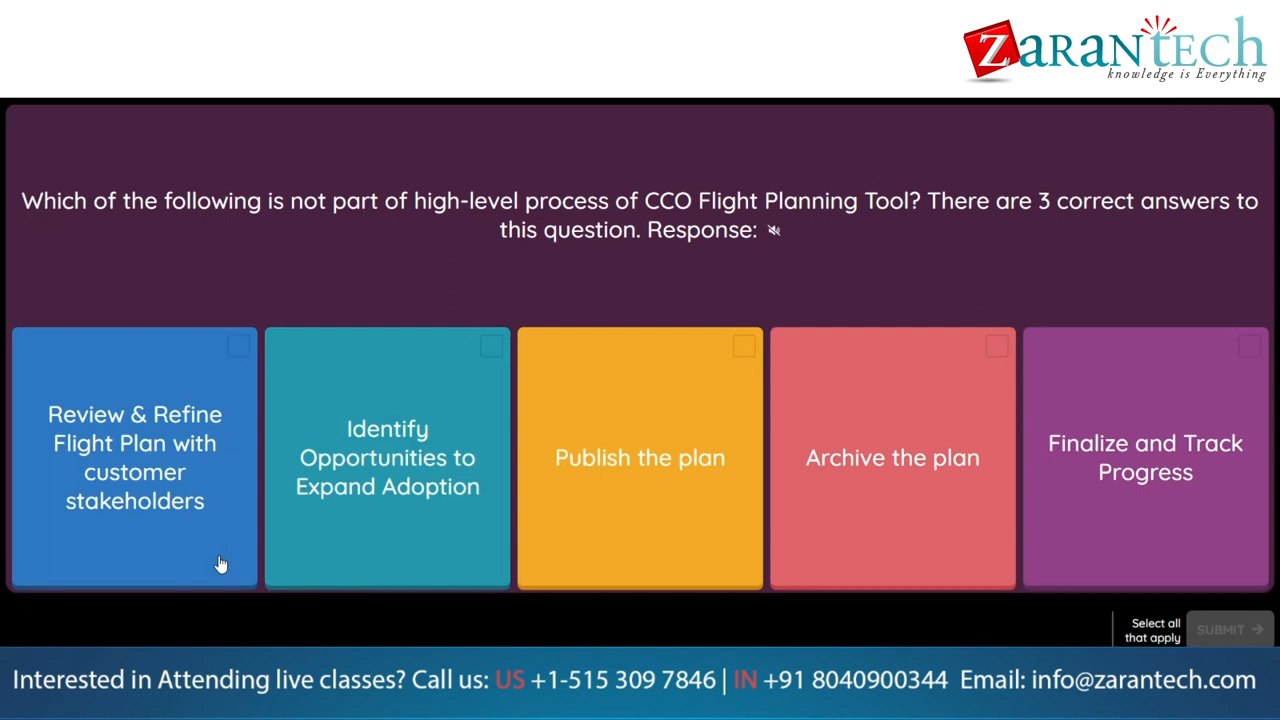 ZARANTECH
knowledge is Everything
Which of the following is not part of high-level process of CCO Flight Planning Tool? There are 3 correct answers to
this question. Response:
Review & Refine
Flight Plan with
customer
stakeholders
Identify
Opportunities to
Expand Adoption
Publish the plan
Archive the plan
Finalize and Track
Progress
Select all
that apply
SUBMIT →
Interested in Attending live classes? Call us: US +1-515 309 7846 | IN +91 8040900344 Email: info@zarantech.com